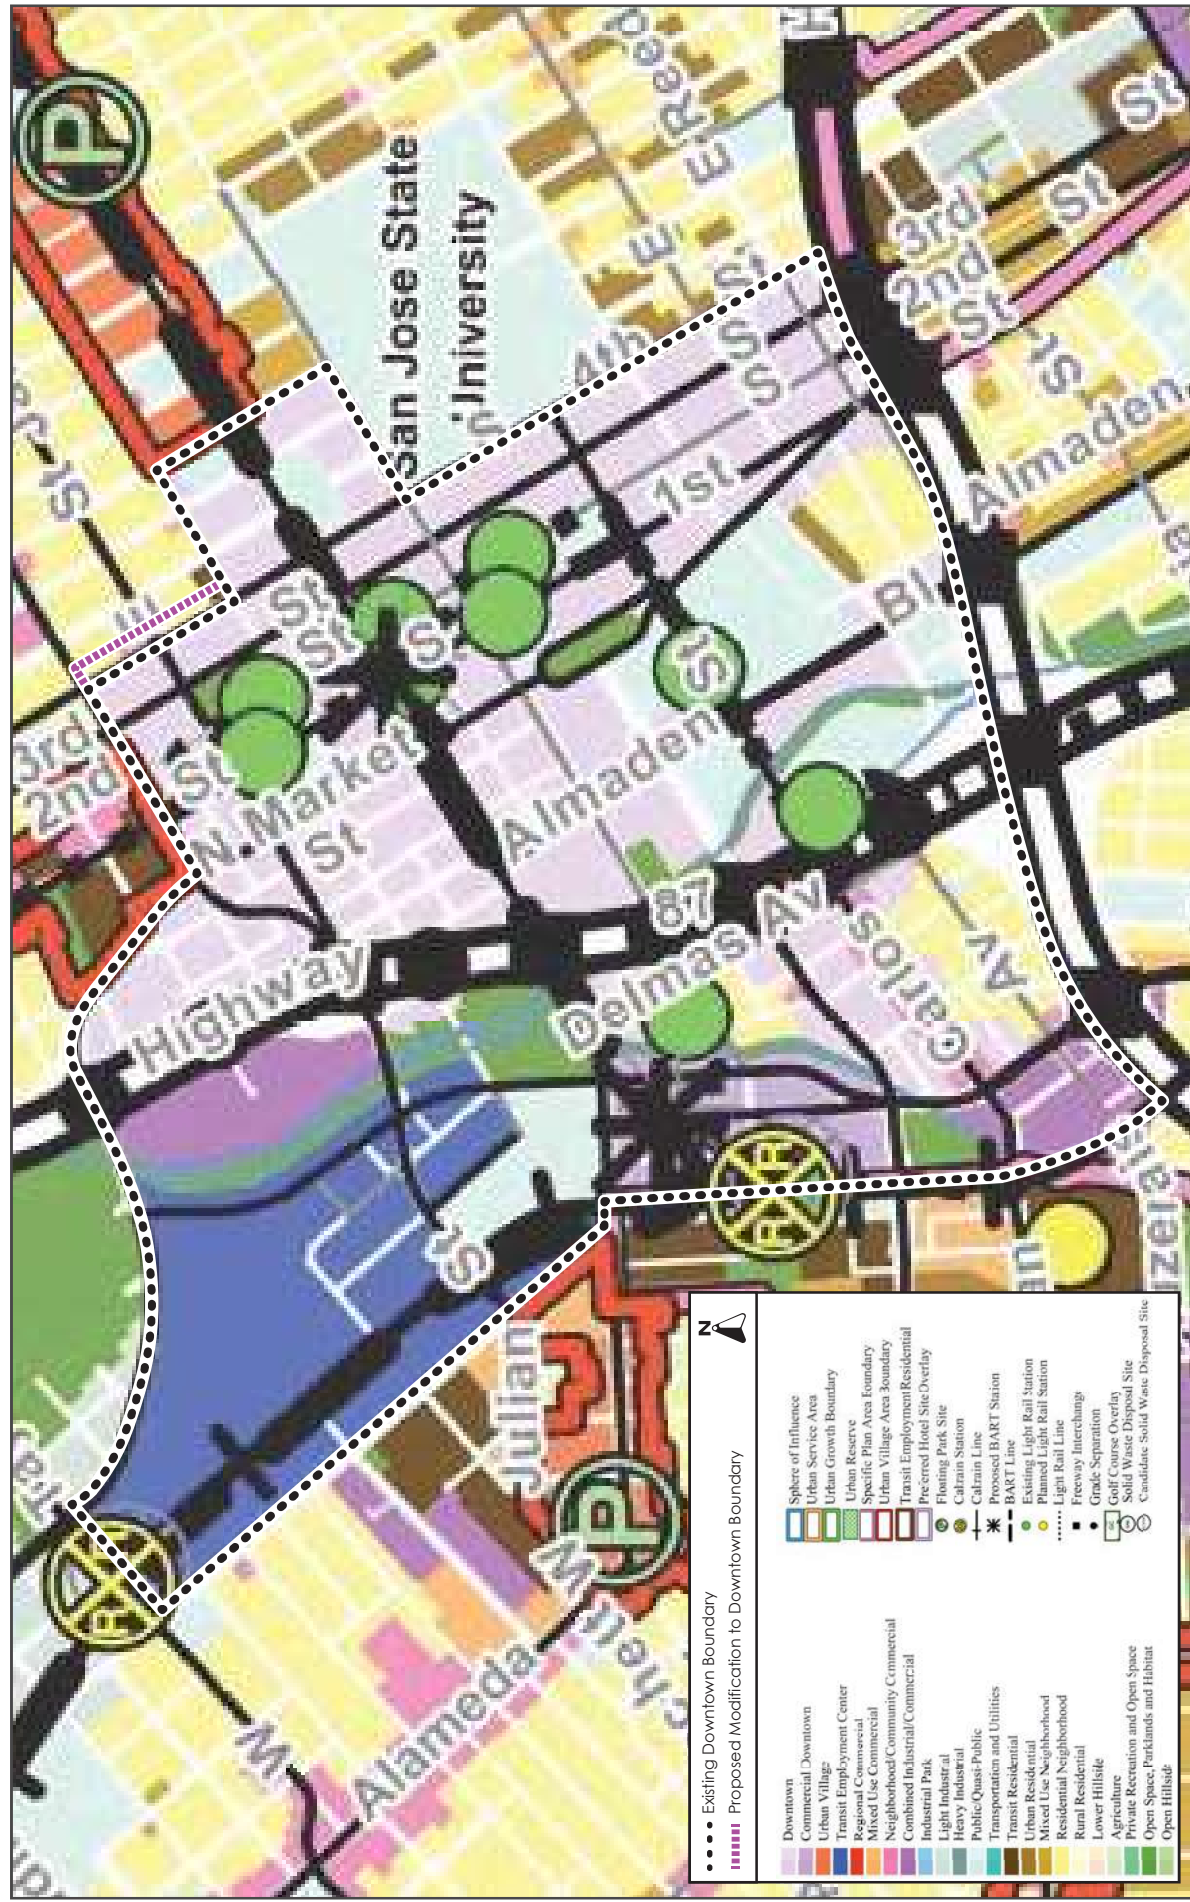 San Jose State
University
4th
St
S
S
1st
S
St
St
St
3rd
2nd
St
N. Market
St
Almaden
Bl
St
Highway
87
Delmas Av
Carlos
Av
St
Julian
W
W
Alameda
3rd
2nd
St
St
Almaden
St
E
E Reed
P
P
N
Existing Downtown Boundary
Proposed Modification to Downtown Boundary
Downtown
Commercial Downtown
Urban Village
Transit Employment Center
Regional Commercial
Mixed Use Commercial
Neighborhood/Community Commercial
Combined Industrial/Commercial
Industrial Park
Light Industrial
Heavy Industrial
Public/Quasi-Public
Transportation and Utilities
Transit Residential
Urban Residential
Mixed Use Neighborhood
Residential Neighborhood
Rural Residential
Lower Hillside
Agriculture
Private Recreation and Open Space
Open Space, Parklands and Habitat
Open Hillside
Sphere of Influence
Urban Service Area
Urban Growth Boundary
Urban Reserve
Specific Plan Area Boundary
Urban Village Area Boundary
Transit Employment Residential
Preferred Hotel Site Overlay
Floating Park Site
Caltrain Station
Caltrain Line
Proposed BART Staion
BART Line
Existing Light Rail Station
Planned Light Rail Station
Light Rail Line
Freeway Interchange
Grade Separation
Golf Course Overlay
Solid Waste Disposal Site
Candidate Solid Waste Disposal Site